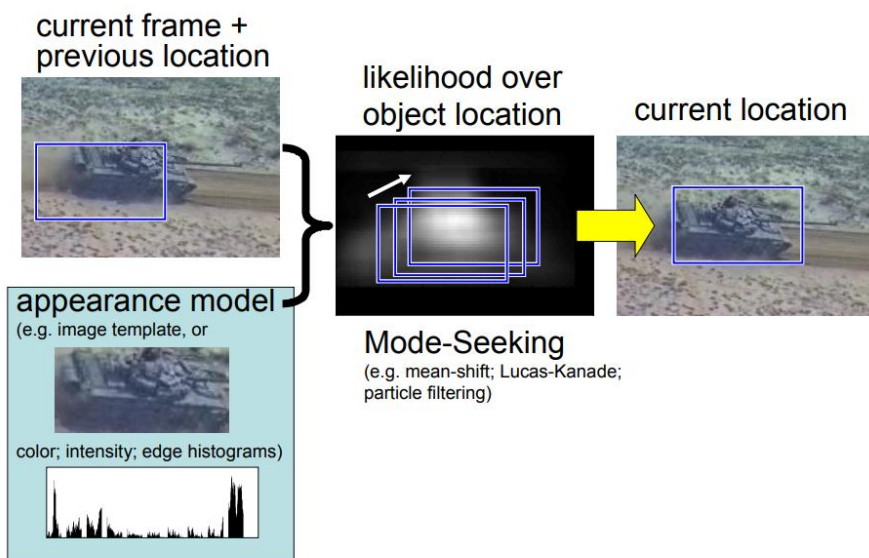 current frame +
previous location
likelihood over
object location
current location
appearance model
(e.g. image template, or
color; intensity; edge histograms)
Mode-Seeking
(e.g. mean-shift; Lucas-Kanade;
particle filtering)